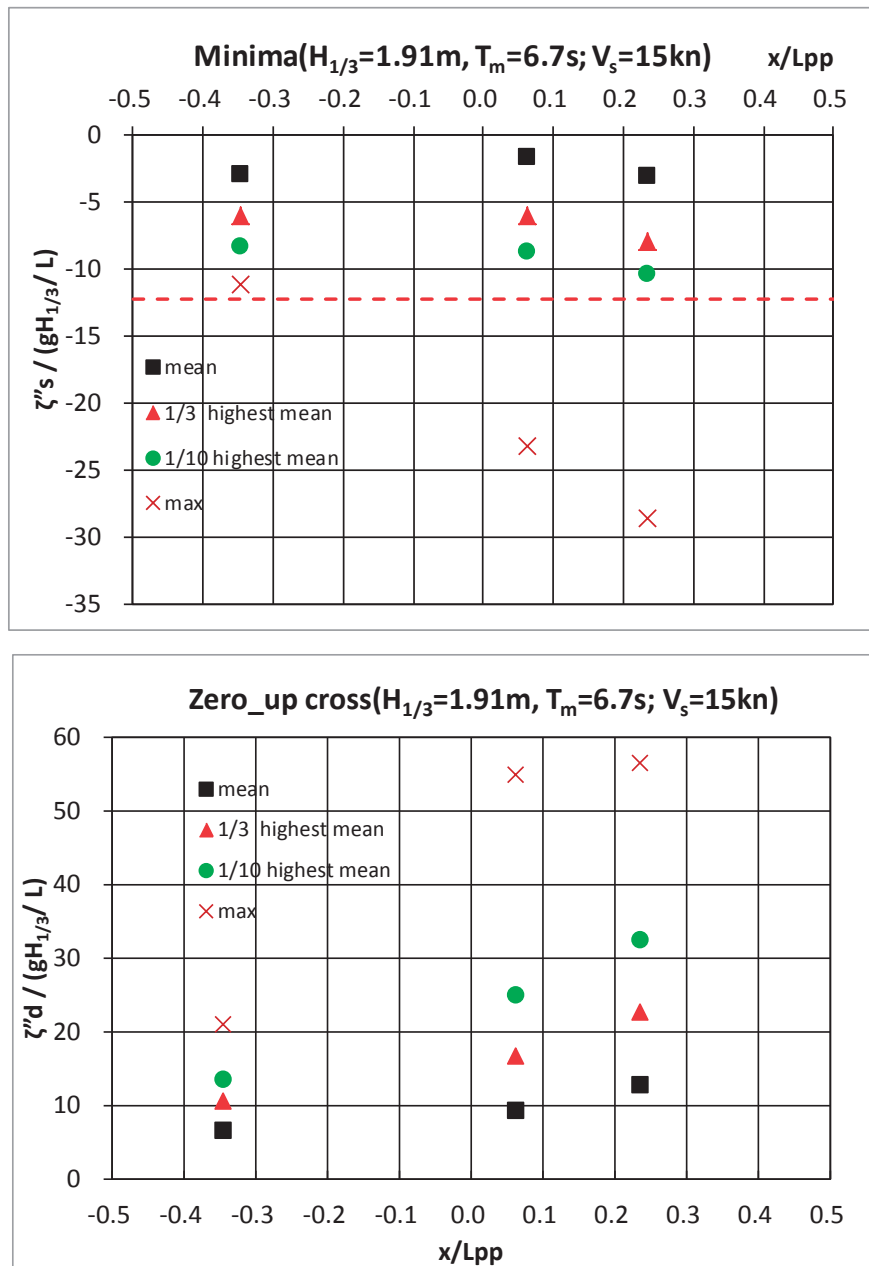 Minima(H1/3=1.91m, Tm=6.7s; Vs=15kn) x/Lpp
-0.5 -0.4 -0.3 -0.2 -0.1 0.0 0.1 0.2 0.3 0.4 0.5
0
-5
-10
-15
-20
-25
-30
-35
ζ″s / (gH1/3/ L)
mean
1/3 highest mean
1/10 highest mean
max
Zero_up cross(H1/3=1.91m, Tm=6.7s; Vs=15kn)
60
50
40
30
20
10
0
ζ″d / (gH1/3/ L)
mean
1/3 highest mean
1/10 highest mean
max
-0.5 -0.4 -0.3 -0.2 -0.1 0.0 0.1 0.2 0.3 0.4 0.5
x/Lpp